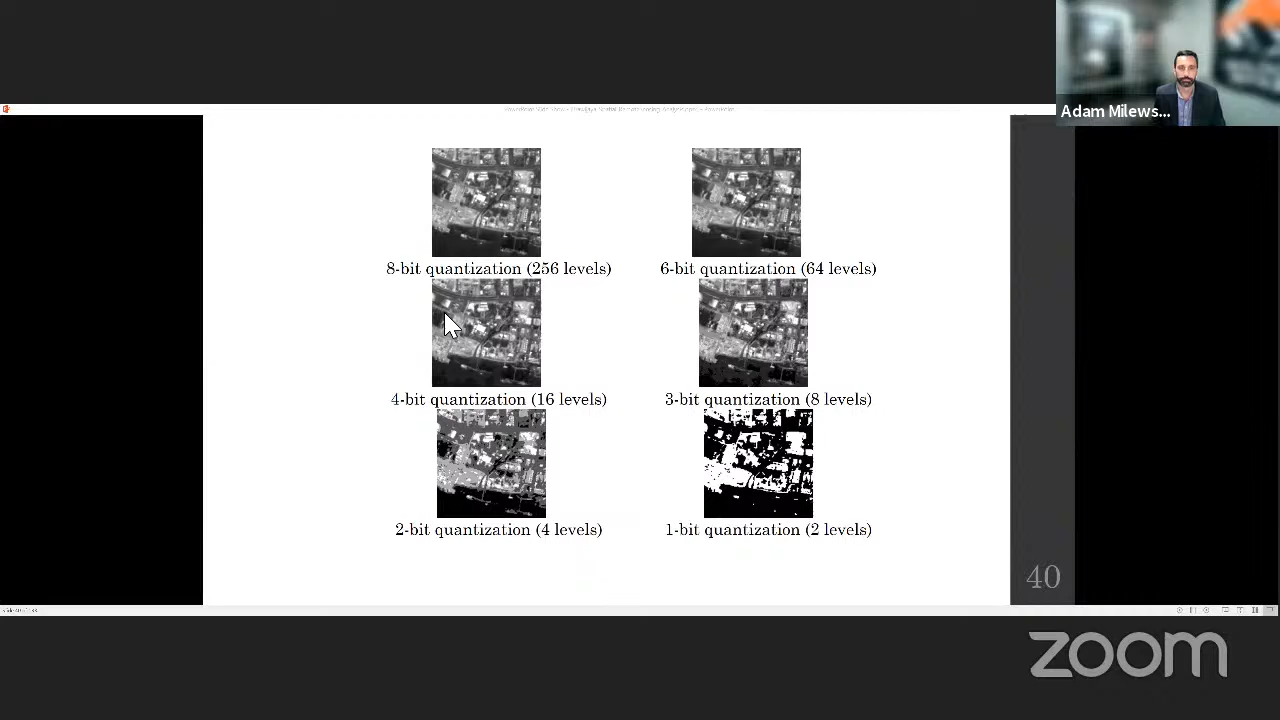 Adam Milews...
8-bit quantization (256 levels)
6-bit quantization (64 levels)
4-bit quantization (16 levels)
3-bit quantization (8 levels)
2-bit quantization (4 levels)
1-bit quantization (2 levels)
40
zoom